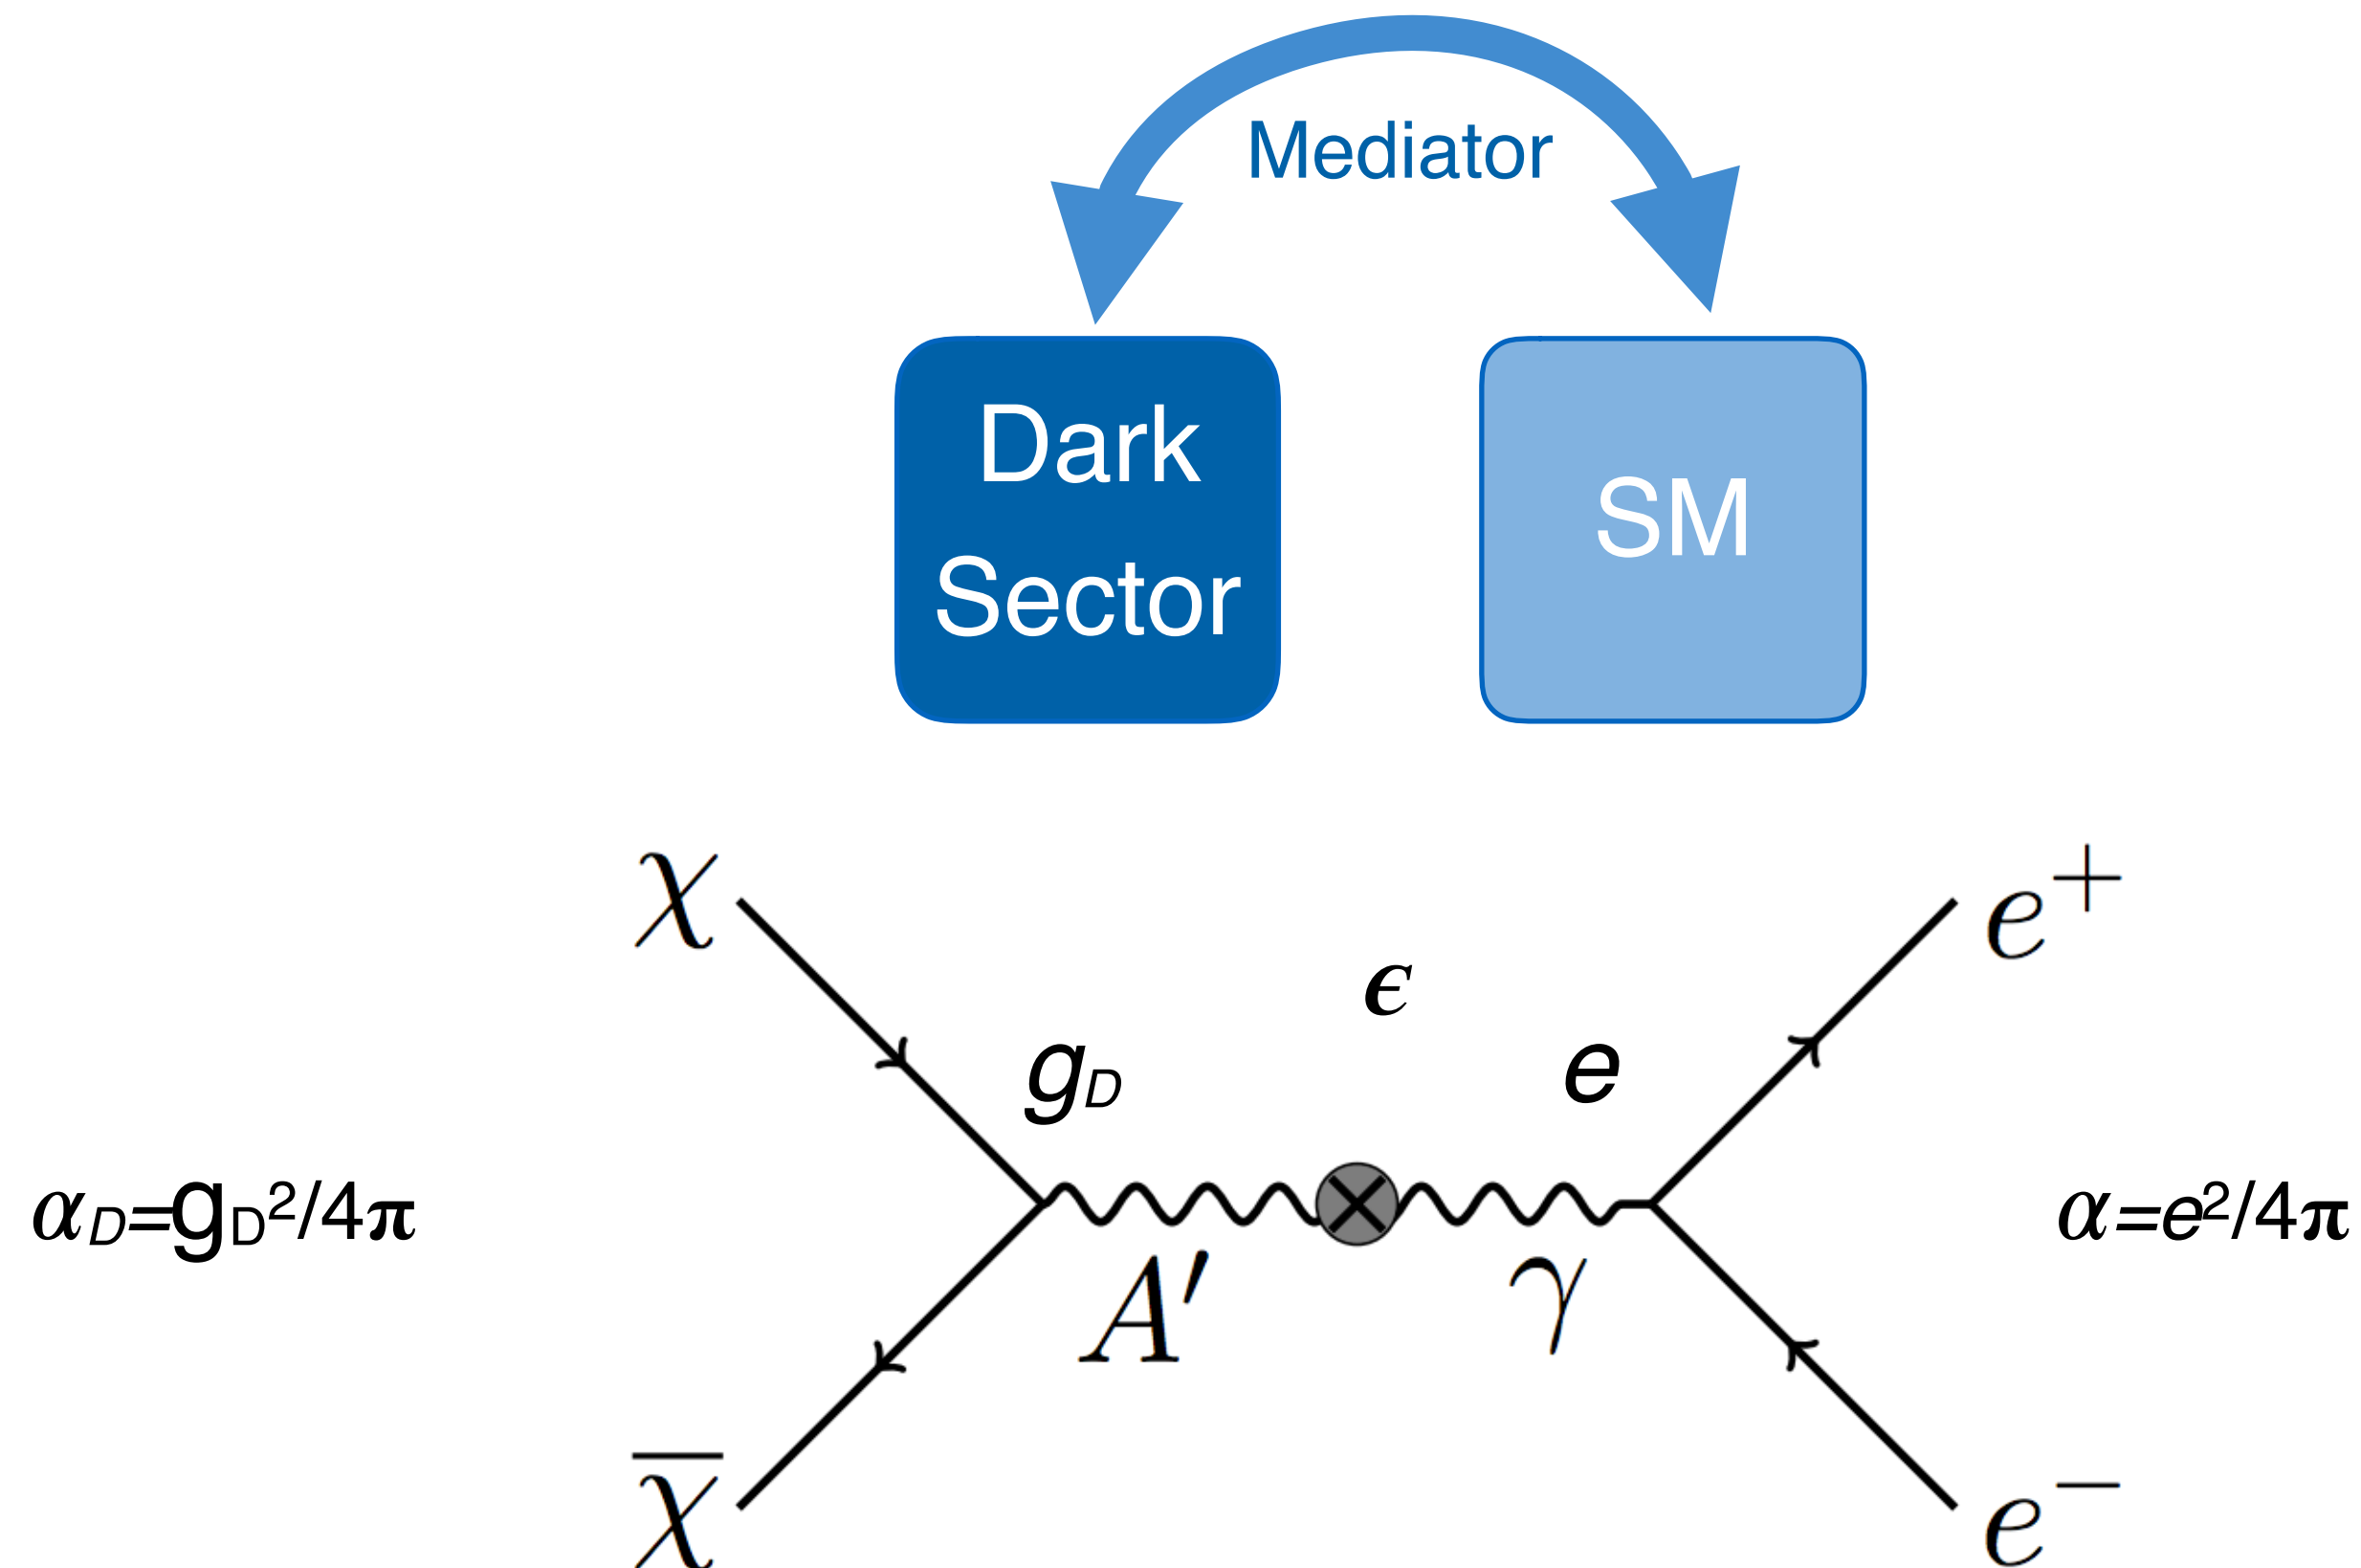 Mediator
Dark
Sector
SM
χ
e⁺
ϵ
g_D
e
α_D=g_D²/4π
α=e²/4π
A′
γ
χ̅
e⁻